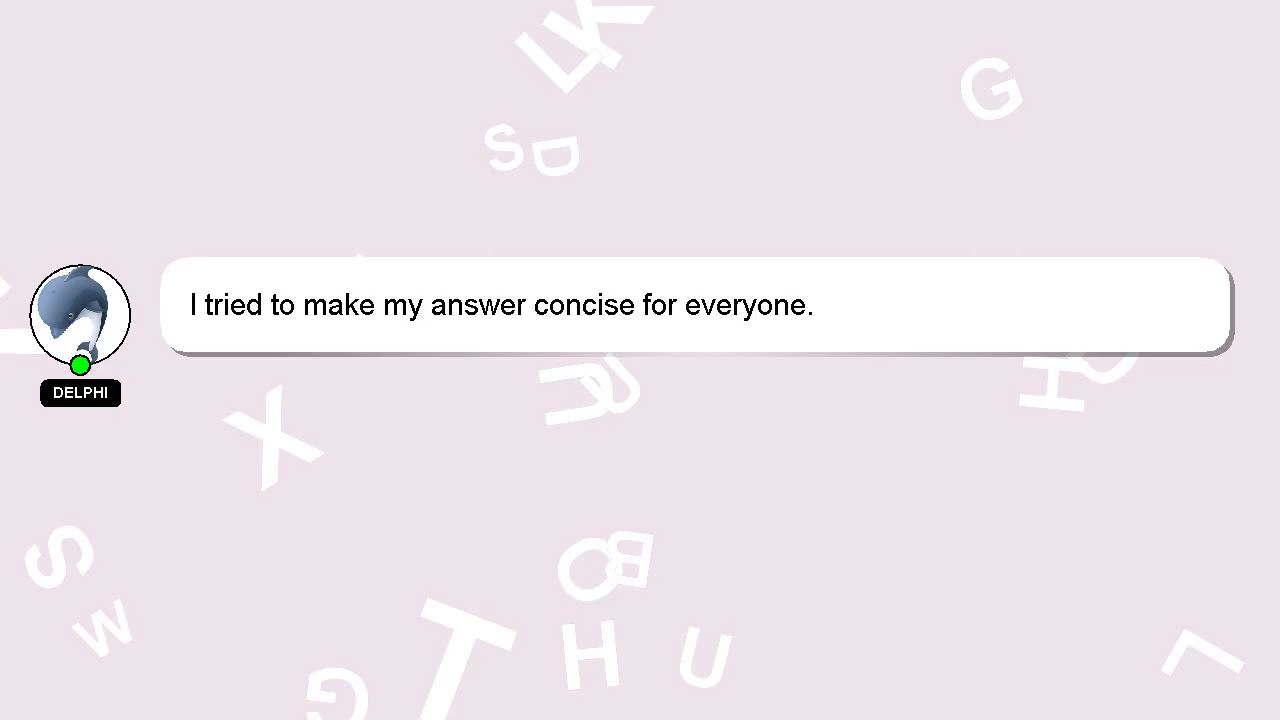 I tried to make my answer concise for everyone.
DELPHI
L
K
G
S
D
U
U
H
X
S
W
C
B
T
H
U
G
L